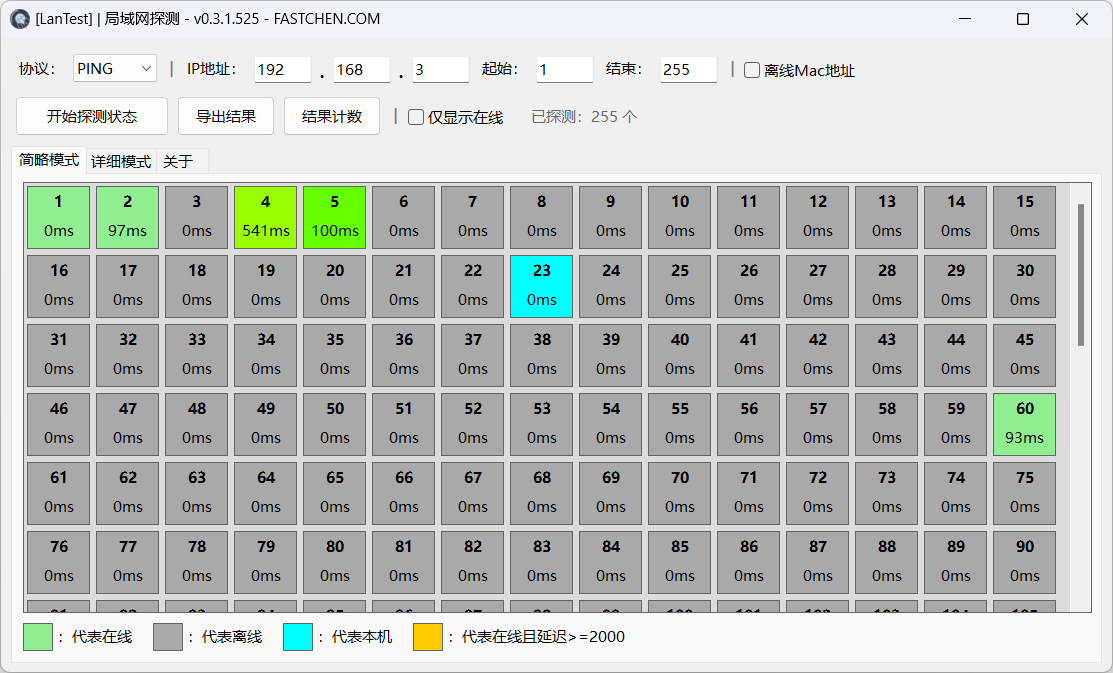 [LanTest] | 局域网探测 - v0.3.1.525 - FASTCHEN.COM
协议： PING | IP地址： 192 . 168 . 3 起始： 1 结束： 255 | 离线Mac地址
开始探测状态 导出结果 结果计数 | 仅显示在线 已探测：255 个
简略模式 详细模式 关于
1 2 3 4 5 6 7 8 9 10 11 12 13 14 15
0ms 97ms 0ms 541ms 100ms 0ms 0ms 0ms 0ms 0ms 0ms 0ms 0ms 0ms 0ms
16 17 18 19 20 21 22 23 24 25 26 27 28 29 30
0ms 0ms 0ms 0ms 0ms 0ms 0ms 0ms 0ms 0ms 0ms 0ms 0ms 0ms 0ms
31 32 33 34 35 36 37 38 39 40 41 42 43 44 45
0ms 0ms 0ms 0ms 0ms 0ms 0ms 0ms 0ms 0ms 0ms 0ms 0ms 0ms 0ms
46 47 48 49 50 51 52 53 54 55 56 57 58 59 60
0ms 0ms 0ms 0ms 0ms 0ms 0ms 0ms 0ms 0ms 0ms 0ms 0ms 0ms 93ms
61 62 63 64 65 66 67 68 69 70 71 72 73 74 75
0ms 0ms 0ms 0ms 0ms 0ms 0ms 0ms 0ms 0ms 0ms 0ms 0ms 0ms 0ms
76 77 78 79 80 81 82 83 84 85 86 87 88 89 90
0ms 0ms 0ms 0ms 0ms 0ms 0ms 0ms 0ms 0ms 0ms 0ms 0ms 0ms 0ms
：代表在线 ：代表离线 ：代表本机 ：代表在线且延迟>=2000